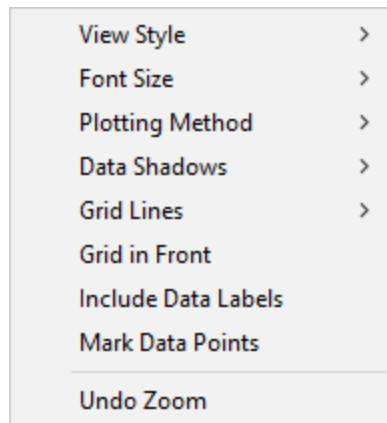 View Style
Font Size
Plotting Method
Data Shadows
Grid Lines
Grid in Front
Include Data Labels
Mark Data Points
Undo Zoom